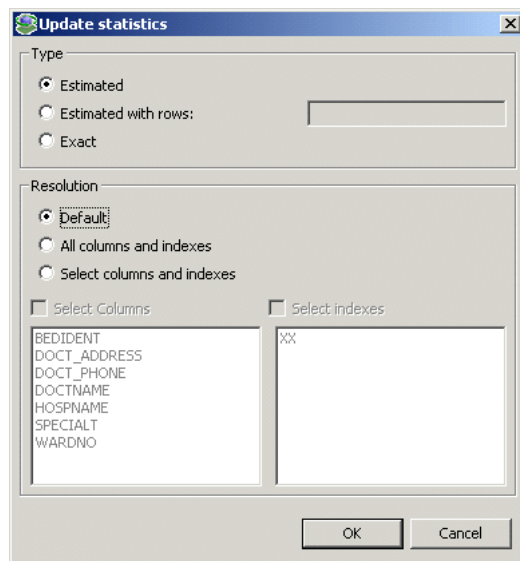 Update statistics
Type
Estimated
Estimated with rows:
Exact
Resolution
Default
All columns and indexes
Select columns and indexes
Select Columns
Select indexes
BEDIDENT
DOCT_ADDRESS
DOCT_PHONE
DOCTNAME
HOSPNAME
SPECIALT
WARDNO
XX
OK
Cancel